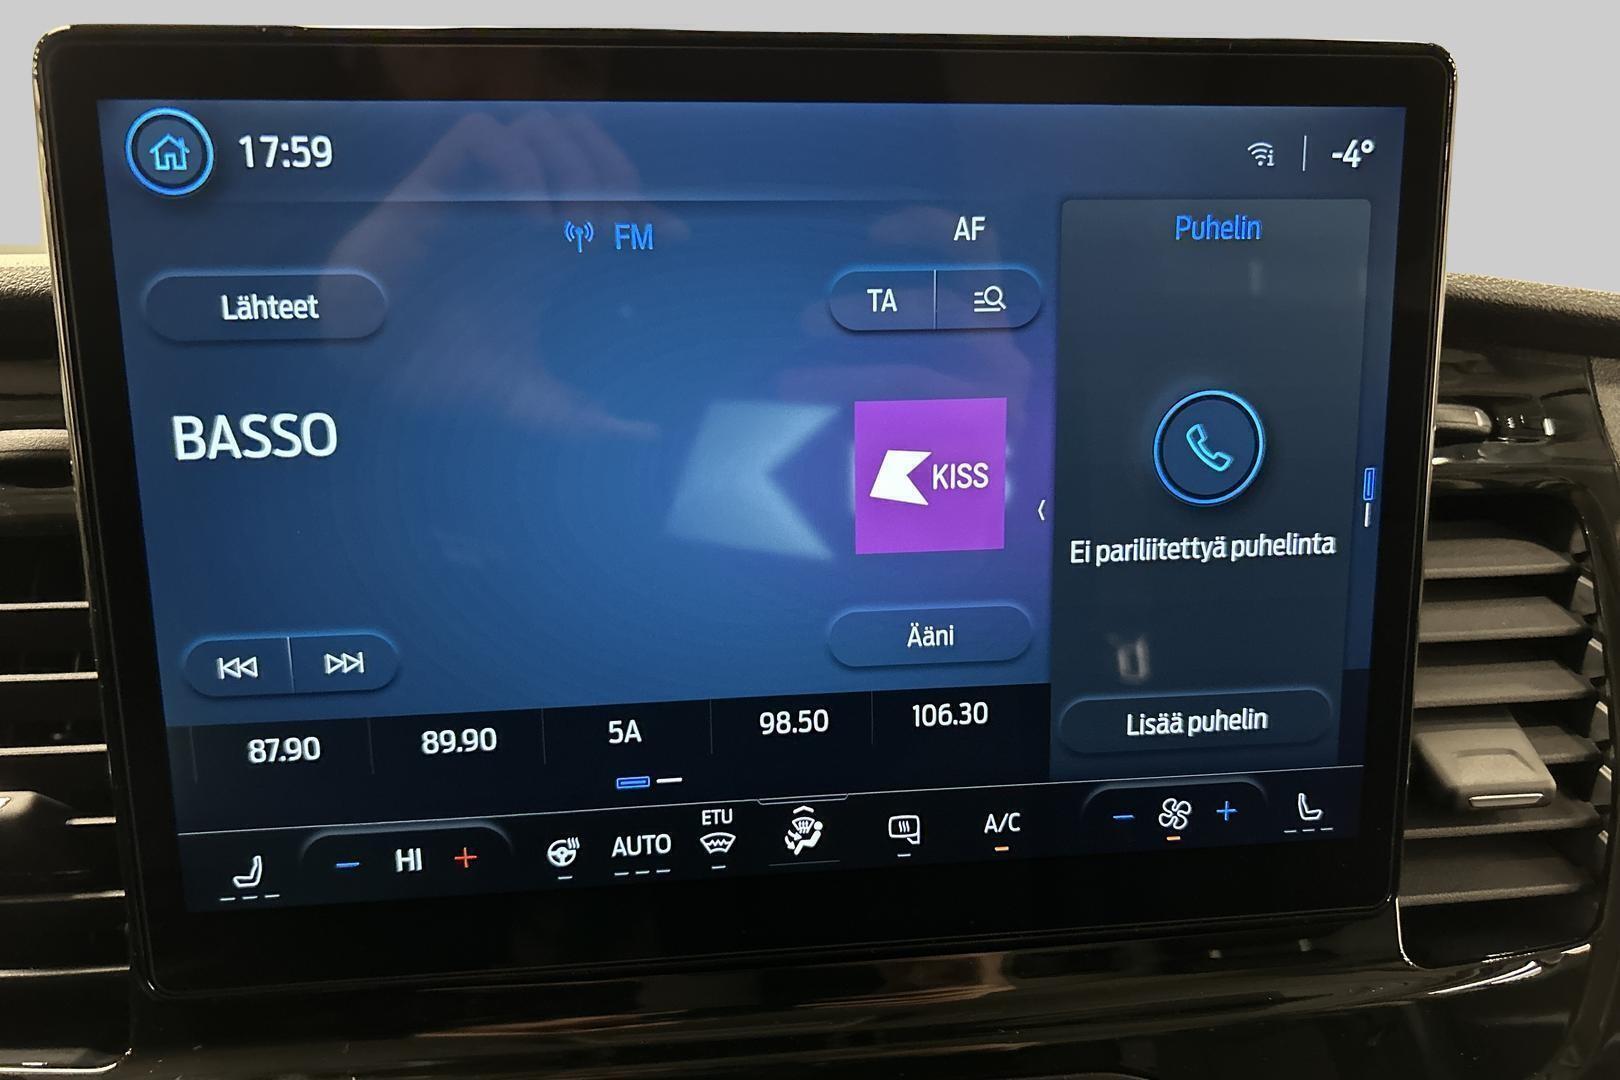 17:59
-4°
FM
AF
Puhelin
Lähteet
TA
BASSO
KISS
Ei pariliitettyä puhelinta
Ääni
Lisää puhelin
87.90
89.90
5A
98.50
106.30
HI
AUTO
ETU
A/C